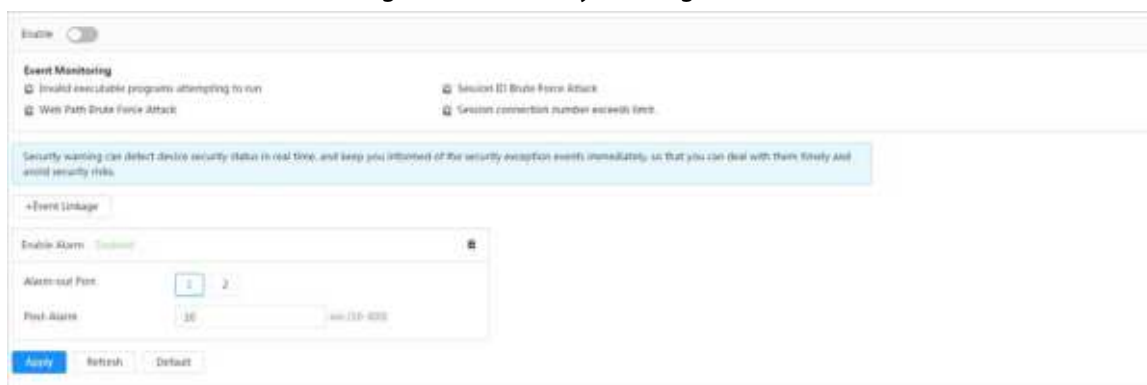 Enable
Event Monitoring
Invalid executable programs attempting to run
Session ID Brute Force Attack
Web Path Brute Force Attack
Session connection number exceeds limit.
Security warning can detect device security status in real time, and keep you informed of the security exception events immediately, so that you can deal with them timely and
avoid security risks.
+Event Linkage
Enable Alarm Enabled
Alarm-out Port 1 2
Post-Alarm 10
Apply Refresh Default